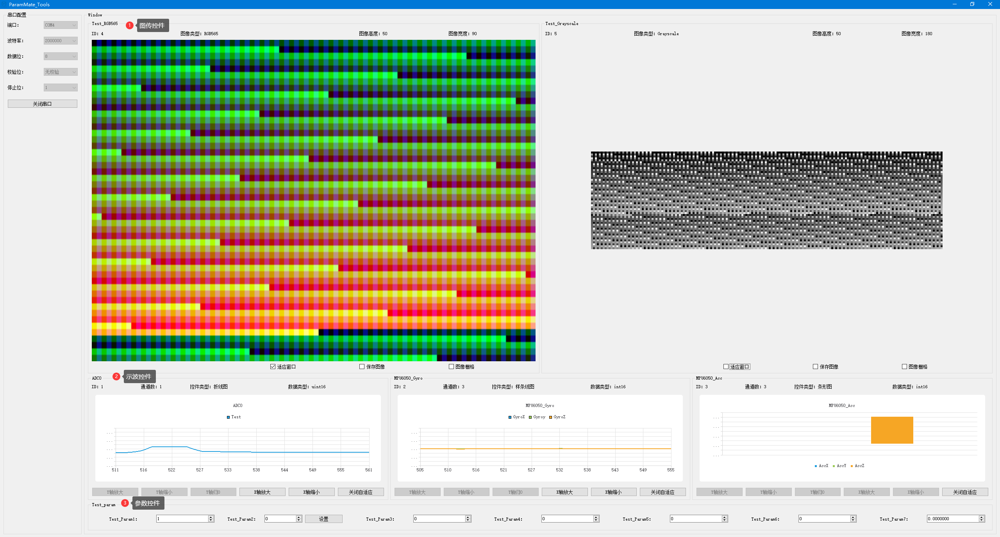 ParamMate_Tools
串口配置
端口：
COM4
波特率：
2000000
数据位：
8
校验位：
无校验
停止位：
1
关闭串口
Window
Test_RGB565
1
图传控件
ID: 4
图像类型: RGB565
图像高度: 50
图像宽度: 90
适应窗口
保存图像
图像栅格
Test_Grayscale
ID: 5
图像类型: Grayscale
图像高度: 50
图像宽度: 180
适应窗口
保存图像
图像栅格
2
示波控件
ADC0
ID: 1
通道数: 1
控件类型: 折线图
数据类型: uint16
ADC0
Test
...
...
...
...
...
511 516 522 527 533 538 544 549 555 561
Y轴放大
Y轴缩小
Y轴归0
X轴放大
X轴缩小
关闭自适应
MPU6050_Gyro
ID: 2
通道数: 3
控件类型: 样条线图
数据类型: int16
MPU6050_Gyro
GyroX Gyroy GyroZ
...
...
...
...
...
505 510 516 521 527 532 538 543 549 555
Y轴放大
Y轴缩小
Y轴归0
X轴放大
X轴缩小
关闭自适应
MPU6050_Acc
ID: 3
通道数: 3
控件类型: 条形图
数据类型: int16
MPU6050_Acc
...
...
...
...
...
AccX AccY AccZ
Y轴放大
Y轴缩小
Y轴归0
X轴放大
X轴缩小
关闭自适应
3
参数控件
Test_param
Test_Param1:
1
Test_Param2:
0
设置
Test_Param3:
0
Test_Param4:
0
Test_Param5:
0
Test_Param6:
0
Test_Param7:
0.0000000